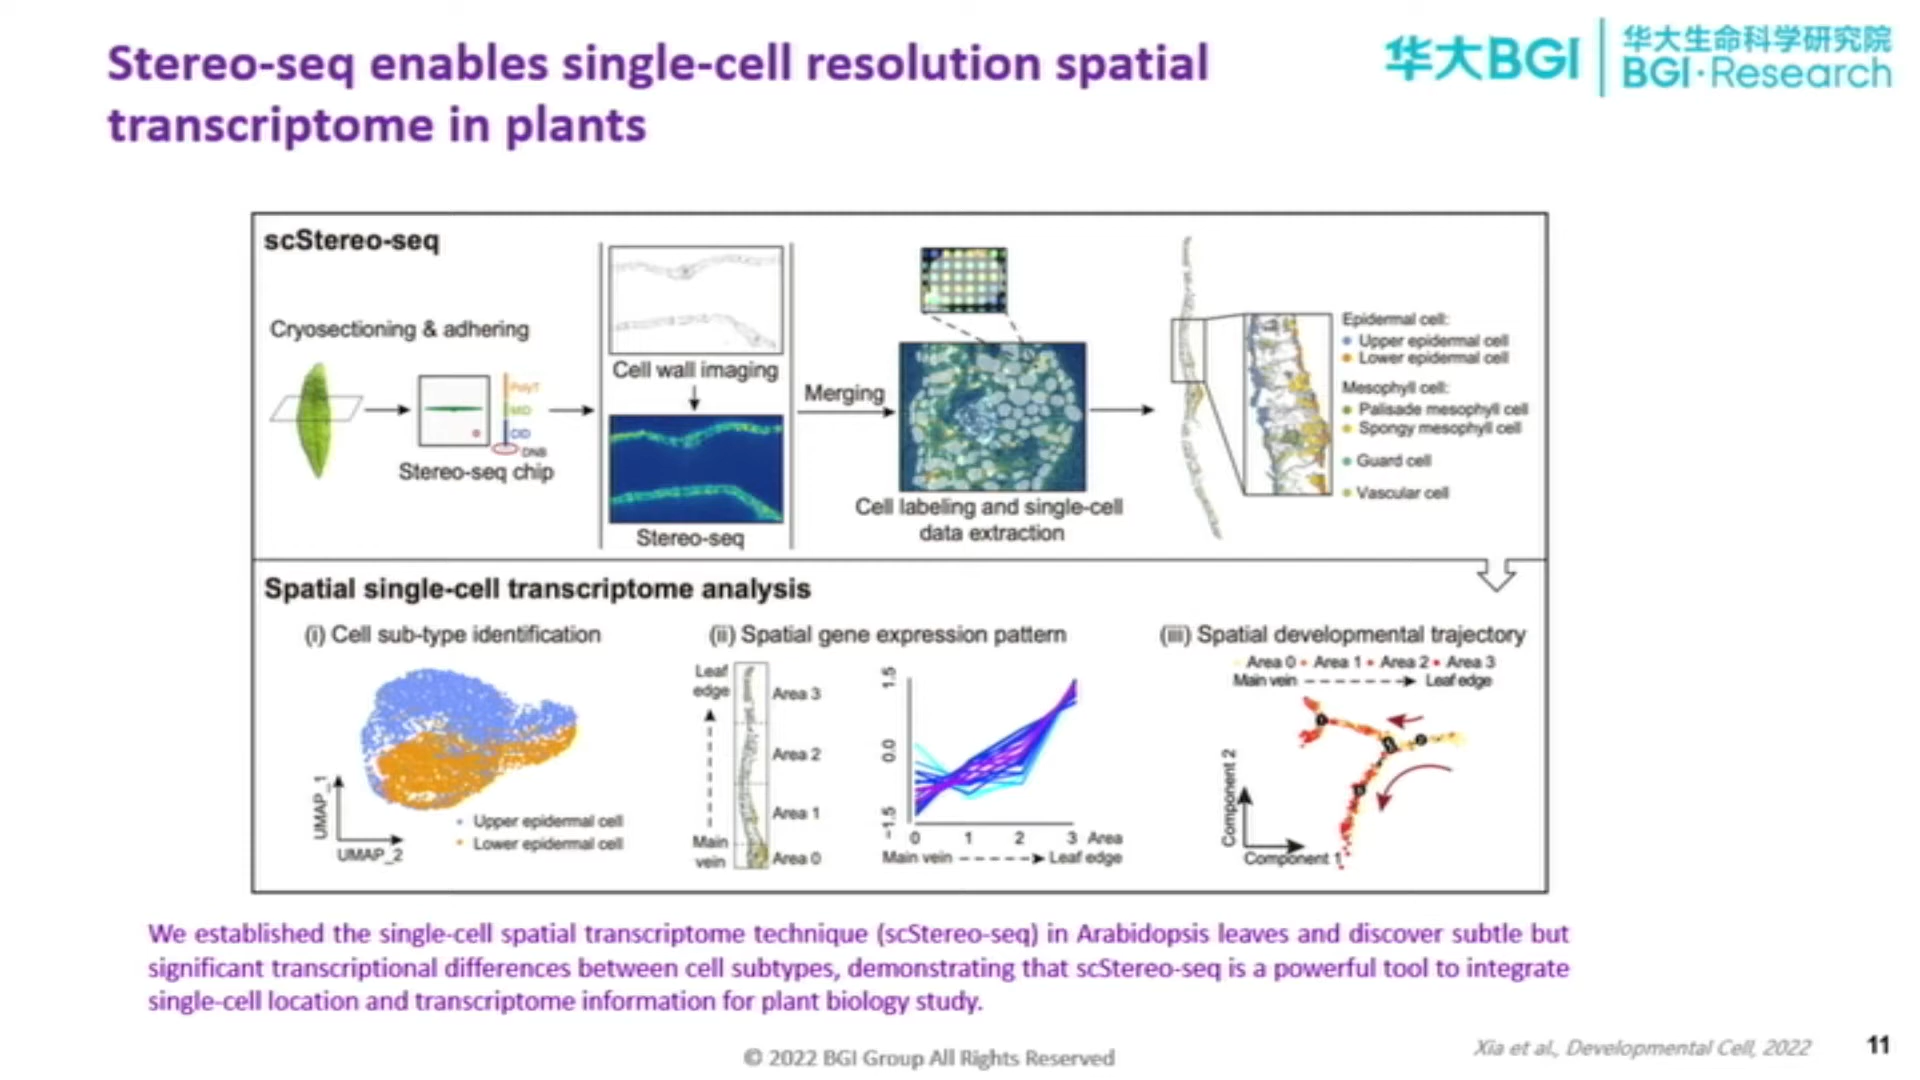 Stereo-seq enables single-cell resolution spatial
transcriptome in plants
华大BGI
华大生命科学研究院
BGI·Research
scStereo-seq
Cryosectioning & adhering
PolyT
MID
CID
DNB
Stereo-seq chip
Cell wall imaging
Stereo-seq
Merging
Cell labeling and single-cell
data extraction
Epidermal cell:
Upper epidermal cell
Lower epidermal cell
Mesophyll cell:
Palisade mesophyll cell
Spongy mesophyll cell
Guard cell
Vascular cell
Spatial single-cell transcriptome analysis
(i) Cell sub-type identification
UMAP_1
UMAP_2
Upper epidermal cell
Lower epidermal cell
(ii) Spatial gene expression pattern
Leaf
edge
Main
vein
Area 3
Area 2
Area 1
Area 0
1.5
0.0
-1.5
0 1 2 3 Area
Main vein Leaf edge
(iii) Spatial developmental trajectory
Area 0 Area 1 Area 2 Area 3
Main vein Leaf edge
Component 2
Component 1
We established the single-cell spatial transcriptome technique (scStereo-seq) in Arabidopsis leaves and discover subtle but
significant transcriptional differences between cell subtypes, demonstrating that scStereo-seq is a powerful tool to integrate
single-cell location and transcriptome information for plant biology study.
© 2022 BGI Group All Rights Reserved
Xia et al., Developmental Cell, 2022
11